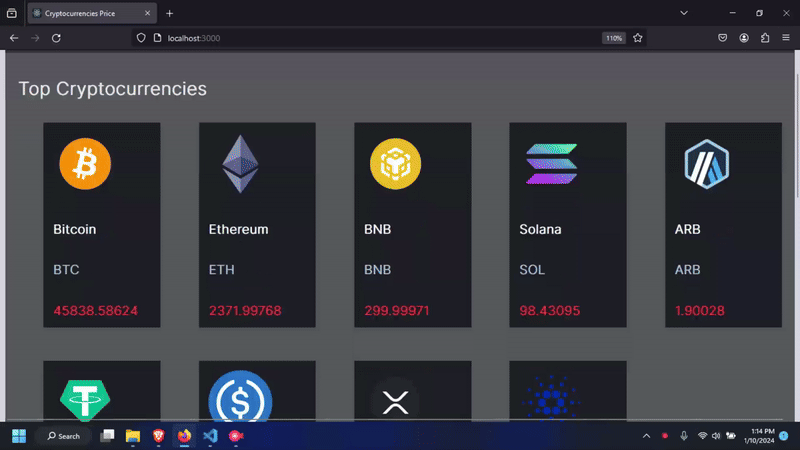 Cryptocurrencies Price
localhost:3000
110%
Top Cryptocurrencies
Bitcoin
BTC
45838.58624
Ethereum
ETH
2371.99768
BNB
BNB
299.99971
Solana
SOL
98.43095
ARB
ARB
1.90028
Search
1:14 PM
1/10/2024